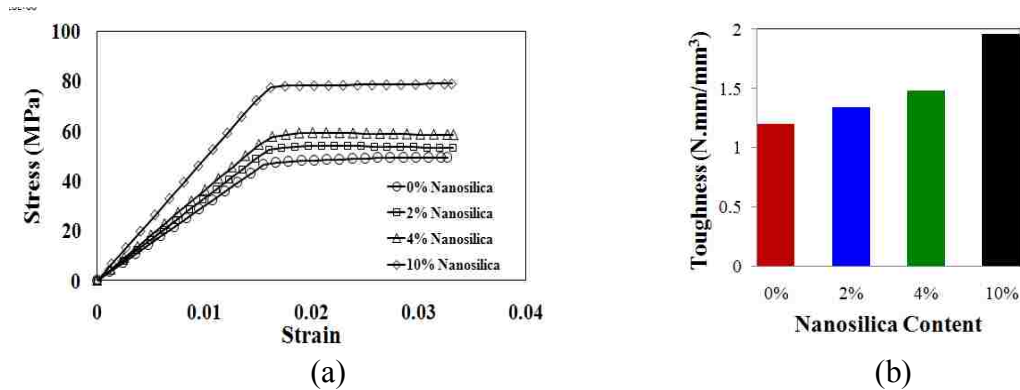 100
80
60
40
20
0
Stress (MPa)
0 0.01 0.02 0.03 0.04
Strain
0% Nanosilica
2% Nanosilica
4% Nanosilica
10% Nanosilica
(a)
2
1.5
1
0.5
0
Toughness (N.mm/mm³)
0% 2% 4% 10%
Nanosilica Content
(b)